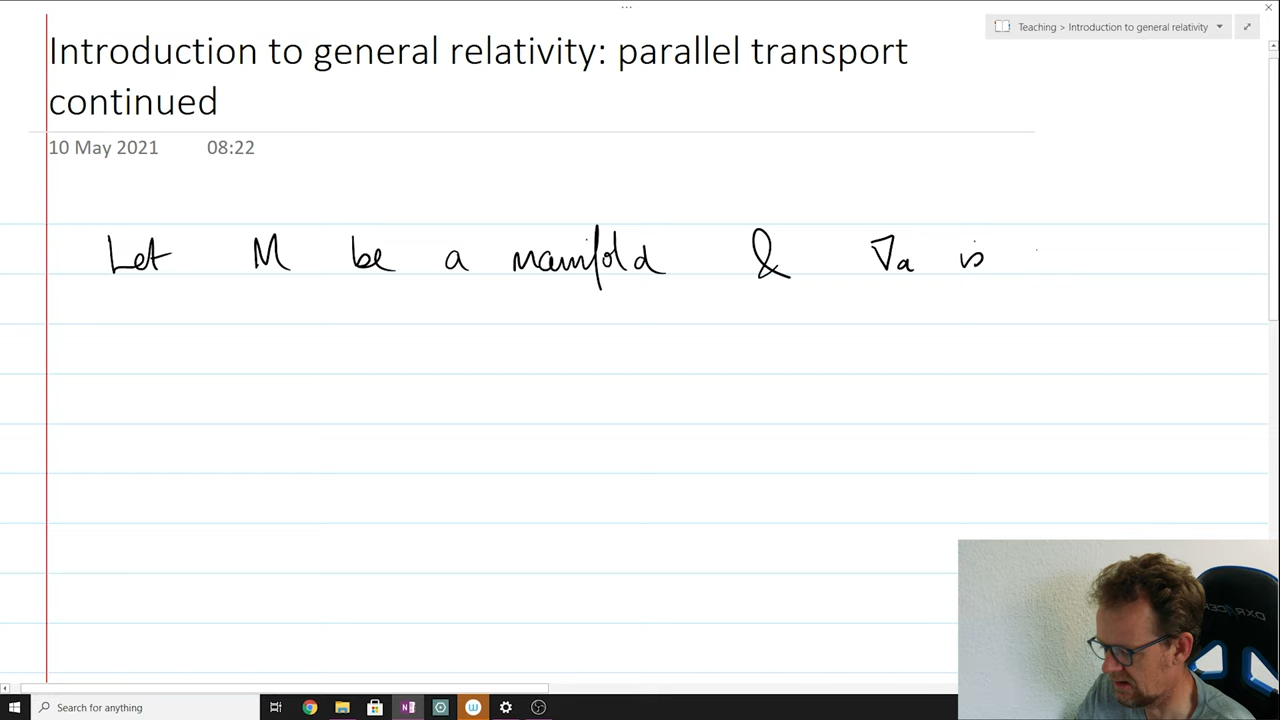 Teaching > Introduction to general relativity
Introduction to general relativity: parallel transport
continued
10 May 2021 08:22
Let M be a manifold & ∇a is
DXRACER
Search for anything